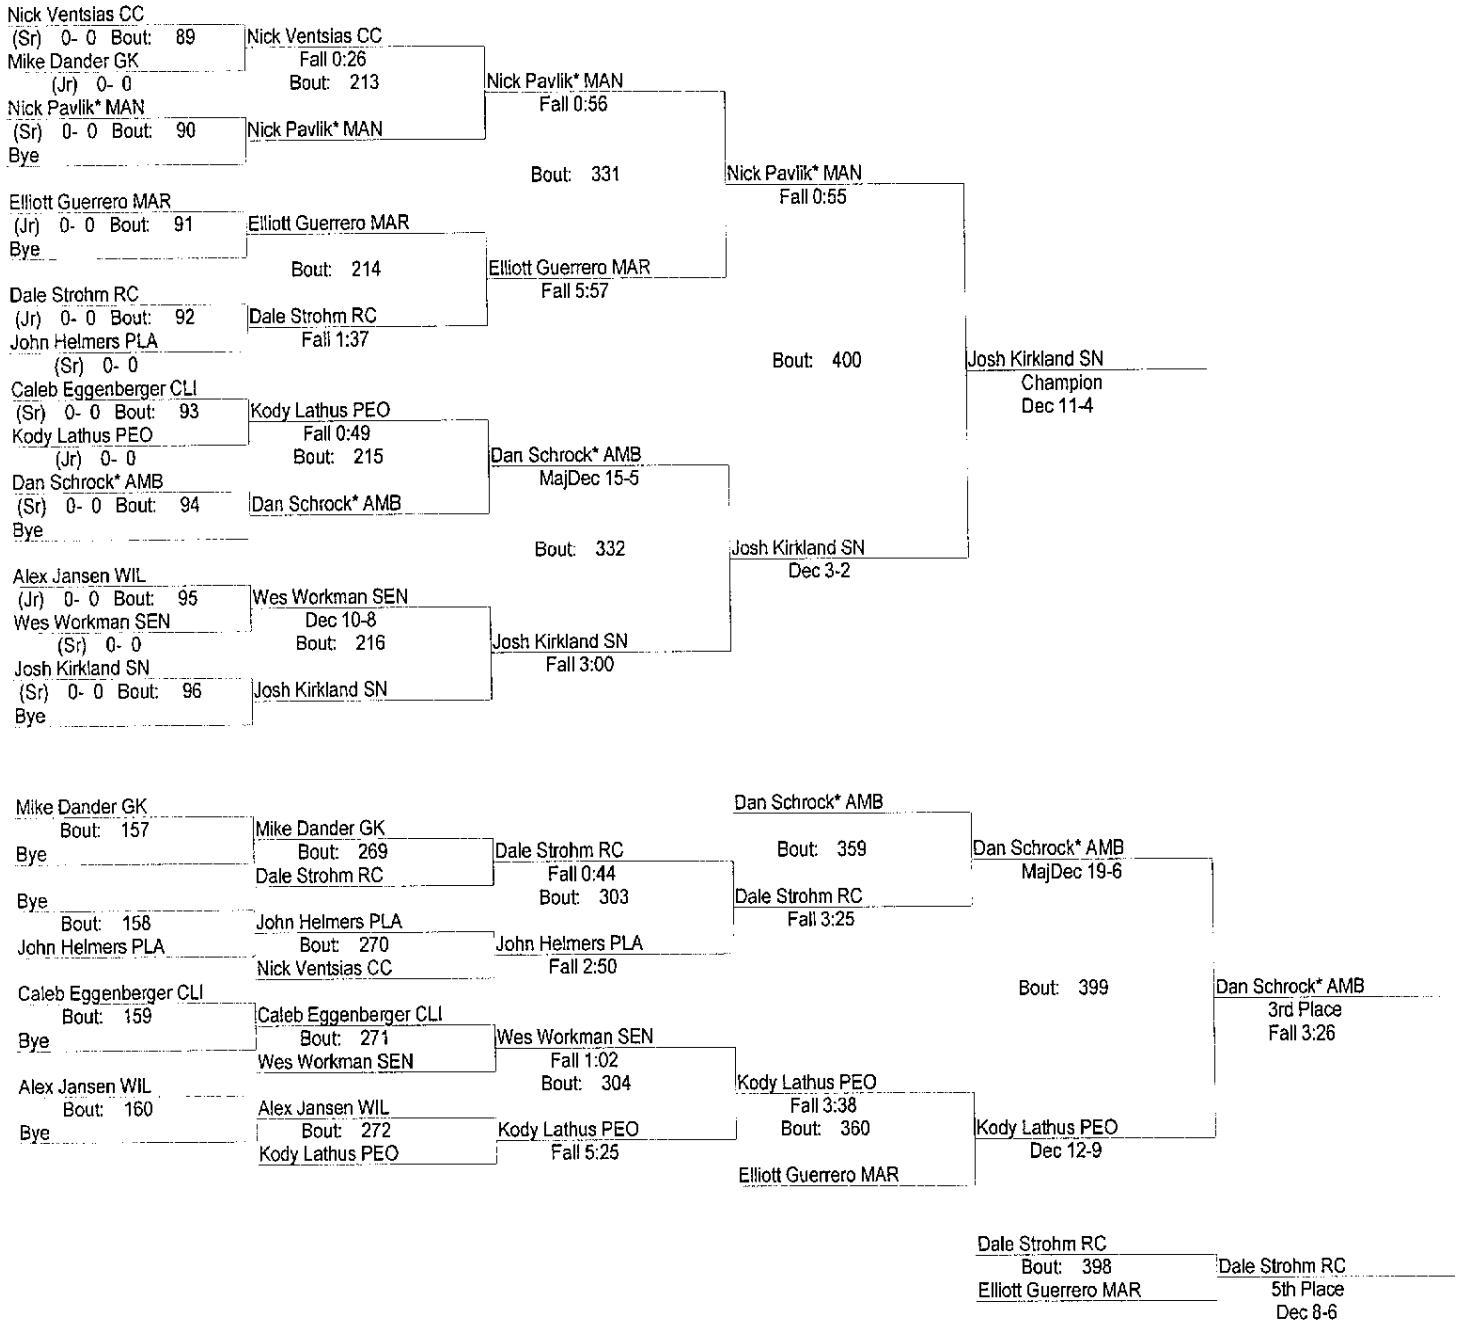 Nick Ventsias CC
(Sr) 0- 0 Bout: 89
Mike Dander GK
(Jr) 0- 0
Nick Pavlik* MAN
(Sr) 0- 0 Bout: 90
Bye
Elliott Guerrero MAR
(Jr) 0- 0 Bout: 91
Bye
Dale Strohm RC
(Jr) 0- 0 Bout: 92
John Helmers PLA
(Sr) 0- 0
Caleb Eggenberger CLI
(Sr) 0- 0 Bout: 93
Kody Lathus PEO
(Jr) 0- 0
Dan Schrock* AMB
(Sr) 0- 0 Bout: 94
Bye
Alex Jansen WIL
(Jr) 0- 0 Bout: 95
Wes Workman SEN
(Sr) 0- 0
Josh Kirkland SN
(Sr) 0- 0 Bout: 96
Bye
Nick Ventsias CC
Fall 0:26
Bout: 213
Nick Pavlik* MAN
Elliott Guerrero MAR
Bout: 214
Dale Strohm RC
Fall 1:37
Kody Lathus PEO
Fall 0:49
Bout: 215
Dan Schrock* AMB
Wes Workman SEN
Dec 10-8
Bout: 216
Josh Kirkland SN
Nick Pavlik* MAN
Fall 0:56
Bout: 331
Elliott Guerrero MAR
Fall 5:57
Dan Schrock* AMB
MajDec 15-5
Bout: 332
Josh Kirkland SN
Fall 3:00
Nick Pavlik* MAN
Fall 0:55
Bout: 400
Josh Kirkland SN
Dec 3-2
Josh Kirkland SN
Champion
Dec 11-4
Mike Dander GK
Bout: 157
Bye
Bye
Bout: 158
John Helmers PLA
Caleb Eggenberger CLI
Bout: 159
Bye
Alex Jansen WIL
Bout: 160
Bye
Mike Dander GK
Bout: 269
Dale Strohm RC
John Helmers PLA
Bout: 270
Nick Ventsias CC
Caleb Eggenberger CLI
Bout: 271
Wes Workman SEN
Alex Jansen WIL
Bout: 272
Kody Lathus PEO
Dale Strohm RC
Fall 0:44
Bout: 303
John Helmers PLA
Fall 2:50
Wes Workman SEN
Fall 1:02
Bout: 304
Kody Lathus PEO
Fall 5:25
Dan Schrock* AMB
Bout: 359
Dale Strohm RC
Fall 3:25
Kody Lathus PEO
Fall 3:38
Bout: 360
Elliott Guerrero MAR
Dan Schrock* AMB
MajDec 19-6
Bout: 399
Kody Lathus PEO
Dec 12-9
Dan Schrock* AMB
3rd Place
Fall 3:26
Dale Strohm RC
Bout: 398
Elliott Guerrero MAR
Dale Strohm RC
5th Place
Dec 8-6